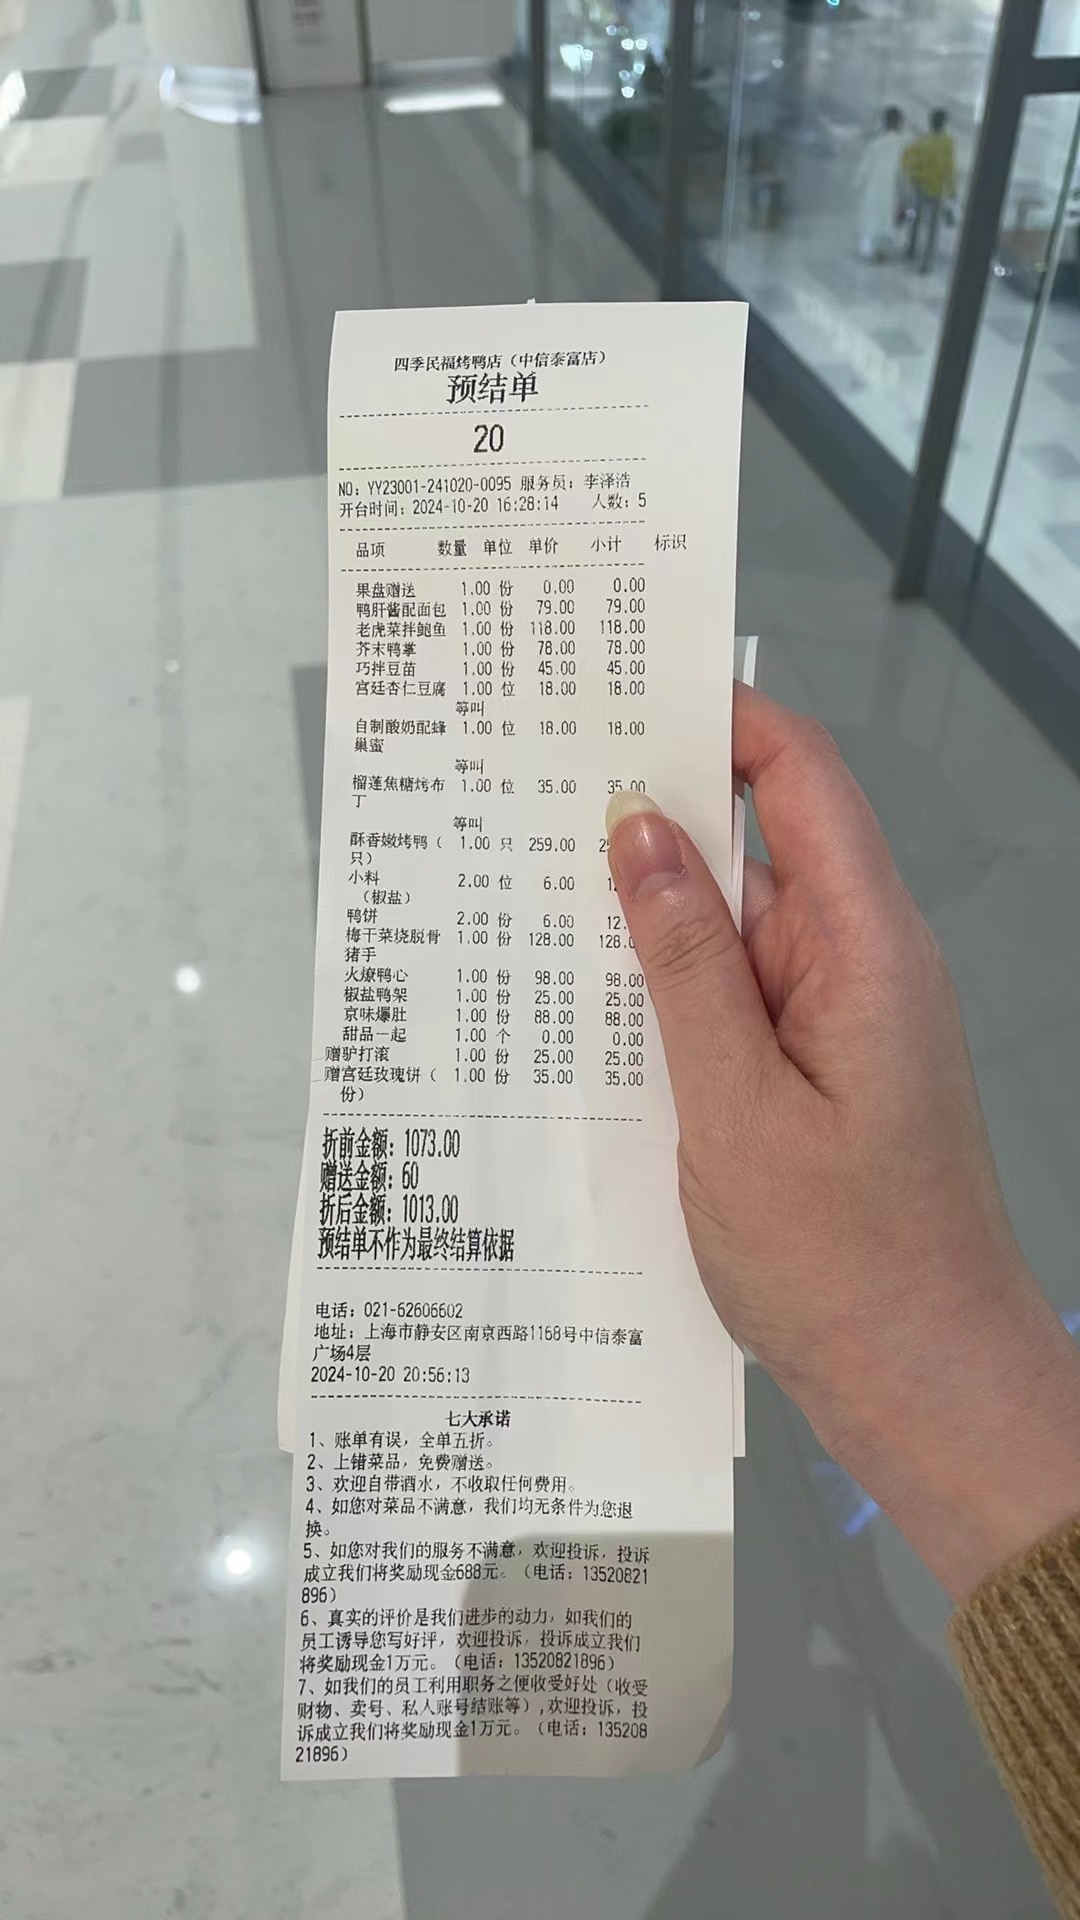 四季民福烤鸭店（中信泰富店）
预结单
20
NO: YY23001-241020-0095 服务员: 李泽浩
开台时间: 2024-10-20 16:28:14 人数: 5
品项 数量 单位 单价 小计 标识
果盘赠送 1.00 份 0.00 0.00
鸭肝酱配面包 1.00 份 79.00 79.00
老虎菜拌鲍鱼 1.00 份 118.00 118.00
芥末鸭掌 1.00 份 78.00 78.00
巧拌豆苗 1.00 份 45.00 45.00
宫廷杏仁豆腐 1.00 位 18.00 18.00
等叫
自制酸奶配蜂 1.00 位 18.00 18.00
巢蜜
等叫
榴莲焦糖烤布 1.00 位 35.00 35.00
丁
等叫
酥香嫩烤鸭（ 1.00 只 259.00
只）
小料 2.00 位 6.00
（椒盐）
鸭饼 2.00 份 6.00 12.
梅干菜烧脱骨 1.00 份 128.00 128.
猪手
火燎鸭心 1.00 份 98.00 98.00
椒盐鸭架 1.00 份 25.00 25.00
京味爆肚 1.00 份 88.00 88.00
甜品一起 1.00 个 0.00 0.00
赠驴打滚 1.00 份 25.00 25.00
赠宫廷玫瑰饼（ 1.00 份 35.00 35.00
份）
折前金额: 1073.00
赠送金额: 60
折后金额: 1013.00
预结单不作为最终结算依据
电话: 021-62606602
地址: 上海市静安区南京西路1168号中信泰富
广场4层
2024-10-20 20:56:13
七大承诺
1、账单有误，全单五折。
2、上错菜品，免费赠送。
3、欢迎自带酒水，不收取任何费用。
4、如您对菜品不满意，我们均无条件为您退
换。
5、如您对我们的服务不满意，欢迎投诉，投诉
成立我们将奖励现金688元。（电话：13520821
896）
6、真实的评价是我们进步的动力，如我们的
员工诱导您写好评，欢迎投诉，投诉成立我们
将奖励现金1万元。（电话：13520821896）
7、如我们的员工利用职务之便收受好处（收受
财物、卖号、私人账号结账等）,欢迎投诉，投
诉成立我们将奖励现金1万元。（电话：135208
21896）